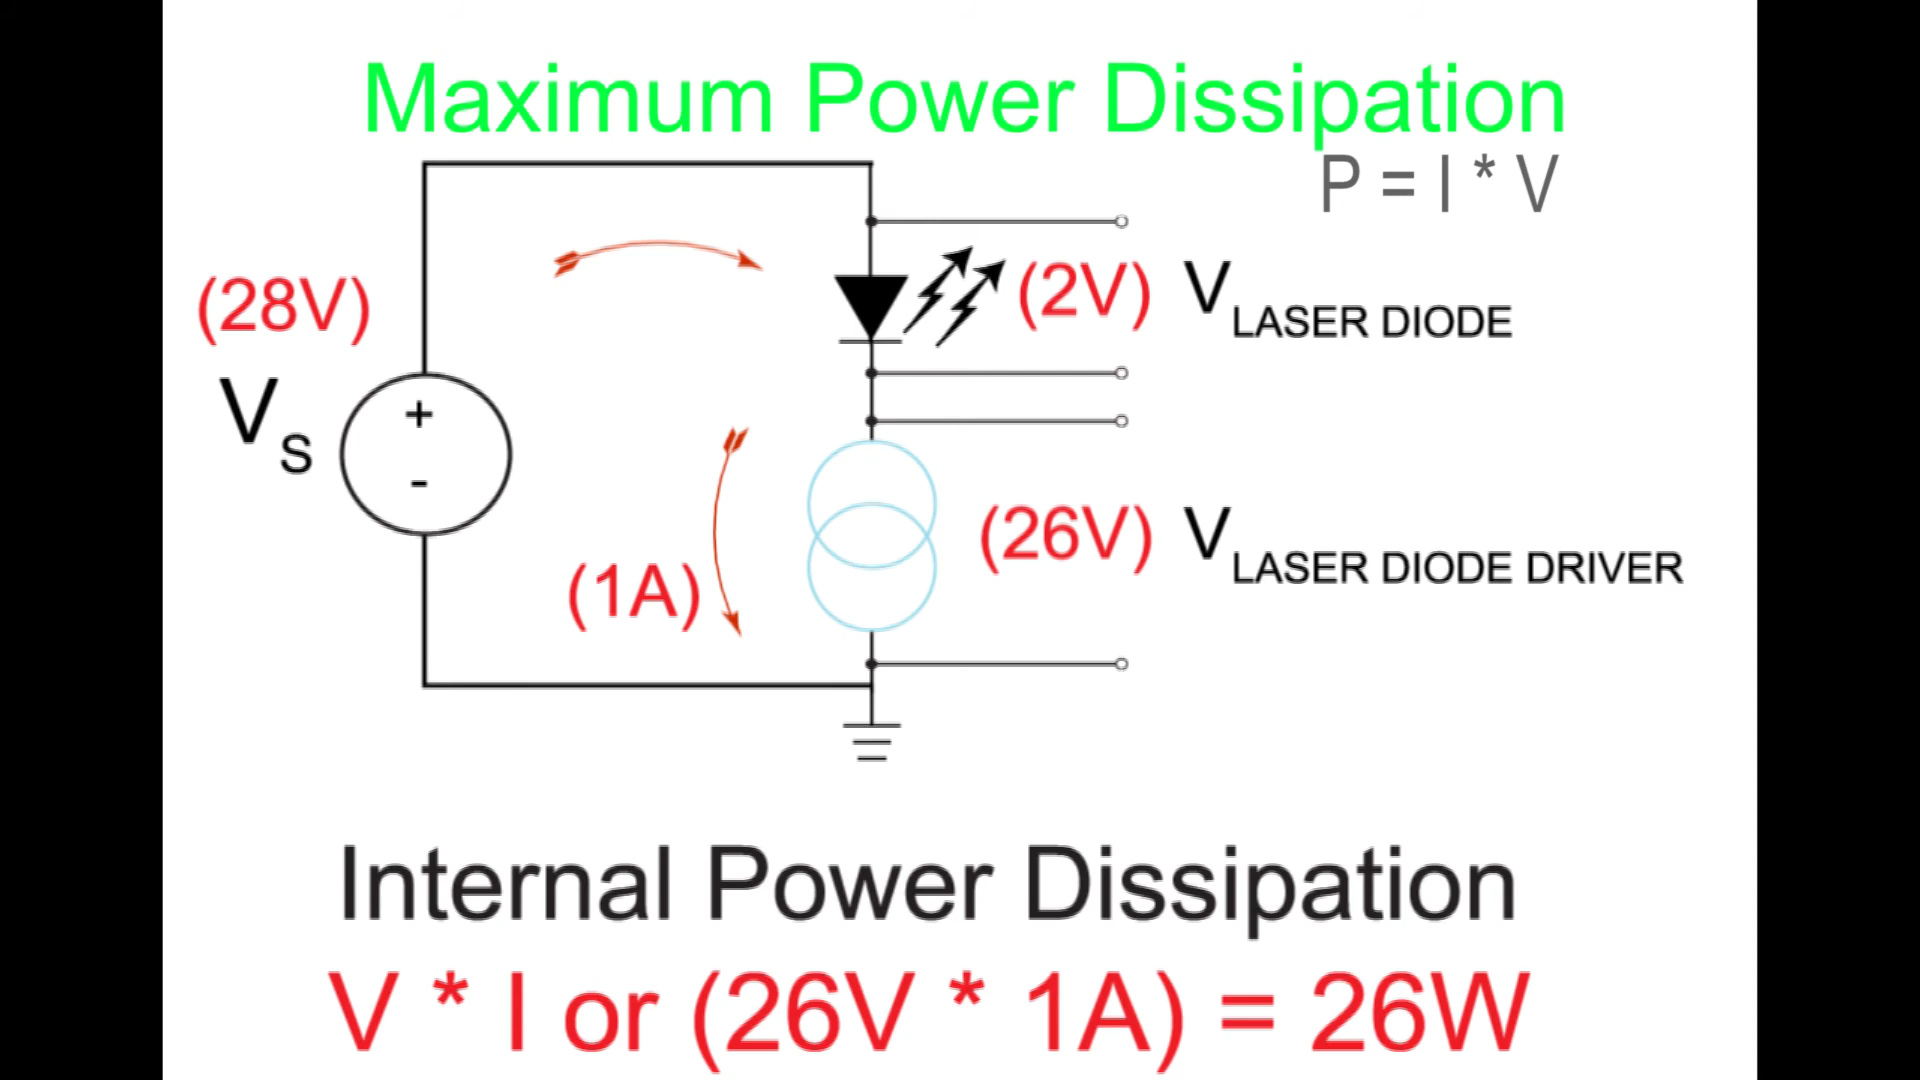 Maximum Power Dissipation
P = I * V
(28V)
VS
+
-
(2V) VLASER DIODE
(26V) VLASER DIODE DRIVER
(1A)
Internal Power Dissipation
V * I or (26V * 1A) = 26W